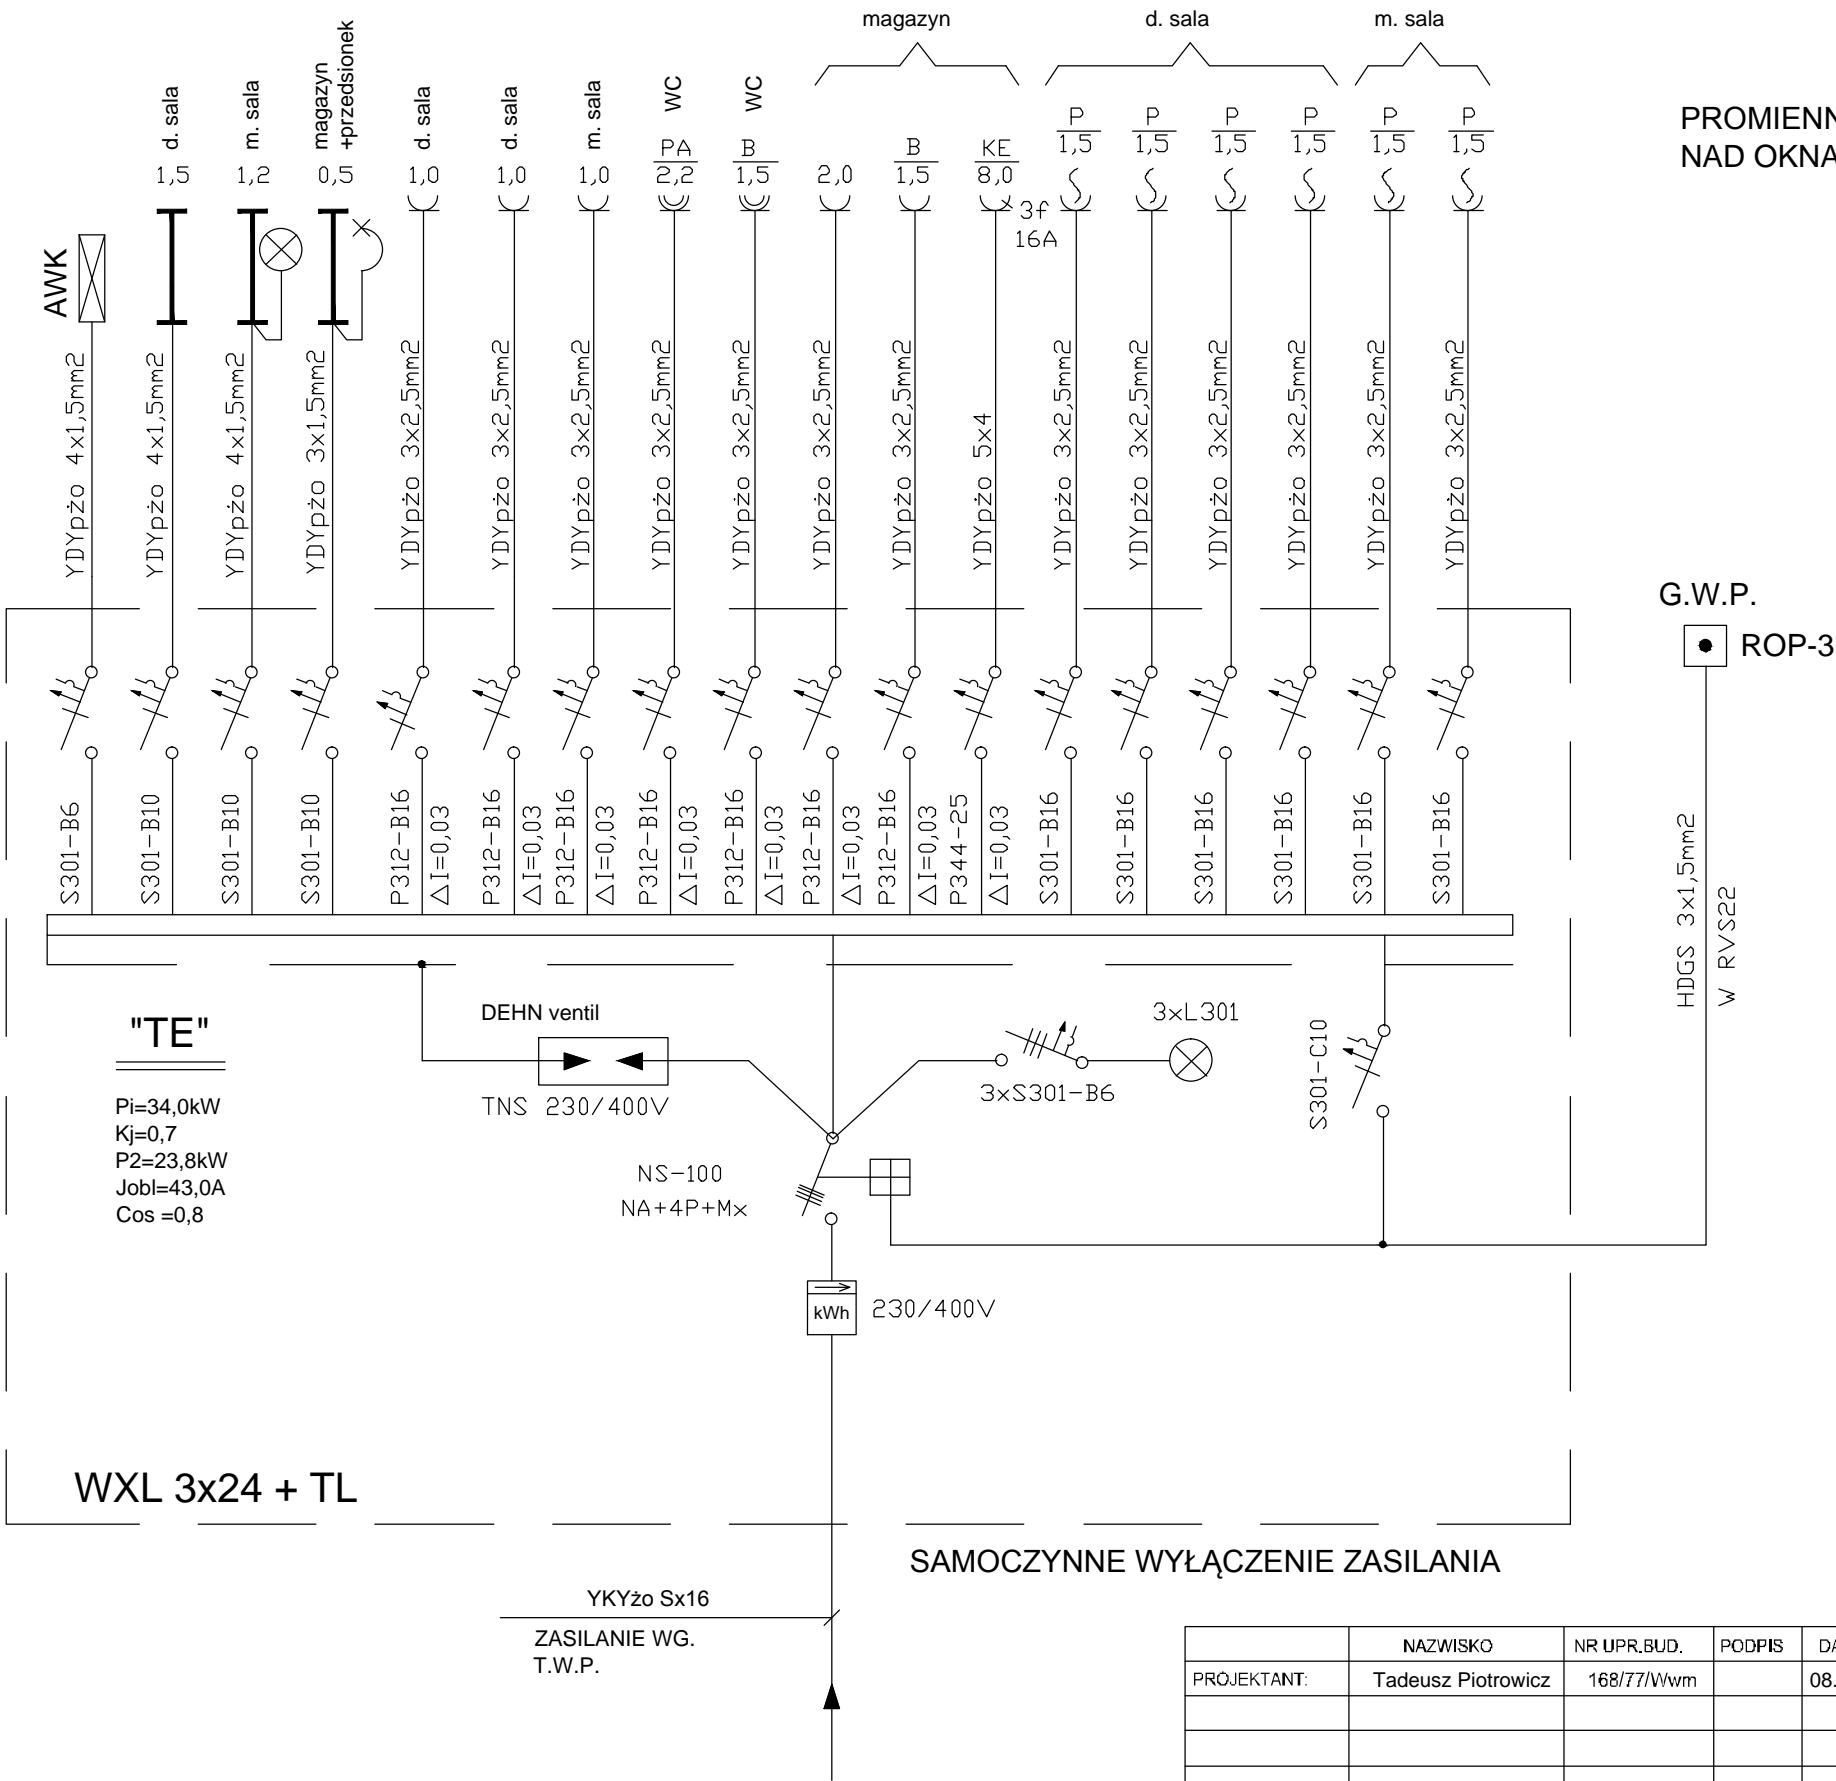 magazyn
d. sala
m. sala
d. sala
m. sala
magazyn
+przedsionek
d. sala
d. sala
m. sala
WC
WC
PROMIENN
NAD OKNA
1,5
1,2
0,5
1,0
1,0
1,0
PA
2,2
B
1,5
2,0
B
1,5
KE
8,0
P
1,5
P
1,5
P
1,5
P
1,5
P
1,5
P
1,5
3f
16A
AWK
YDYpżo 4x1,5mm2
YDYpżo 4x1,5mm2
YDYpżo 4x1,5mm2
YDYpżo 3x1,5mm2
YDYpżo 3x2,5mm2
YDYpżo 3x2,5mm2
YDYpżo 3x2,5mm2
YDYpżo 3x2,5mm2
YDYpżo 3x2,5mm2
YDYpżo 3x2,5mm2
YDYpżo 3x2,5mm2
YDYpżo 5x4
YDYpżo 3x2,5mm2
YDYpżo 3x2,5mm2
YDYpżo 3x2,5mm2
YDYpżo 3x2,5mm2
YDYpżo 3x2,5mm2
YDYpżo 3x2,5mm2
G.W.P.
ROP-3
S301-B6
S301-B10
S301-B10
S301-B10
P312-B16
ΔI=0,03
P312-B16
ΔI=0,03
P312-B16
ΔI=0,03
P312-B16
ΔI=0,03
P312-B16
ΔI=0,03
P312-B16
ΔI=0,03
P312-B16
ΔI=0,03
P344-25
ΔI=0,03
S301-B16
S301-B16
S301-B16
S301-B16
S301-B16
S301-B16
HDGS 3x1,5mm2
W RVS22
"TE"
DEHN ventil
TNS 230/400V
3xL301
3xS301-B6
S301-C10
Pi=34,0kW
Kj=0,7
P2=23,8kW
Jobl=43,0A
Cos =0,8
NS-100
NA+4P+Mx
kWh
230/400V
WXL 3x24 + TL
SAMOCZYNNE WYŁĄCZENIE ZASILANIA
YKYżo Sx16
ZASILANIE WG.
T.W.P.
NAZWISKO NR UPR.BUD. PODPIS DA
PROJEKTANT: Tadeusz Piotrowicz 168/77/Wwm 08.